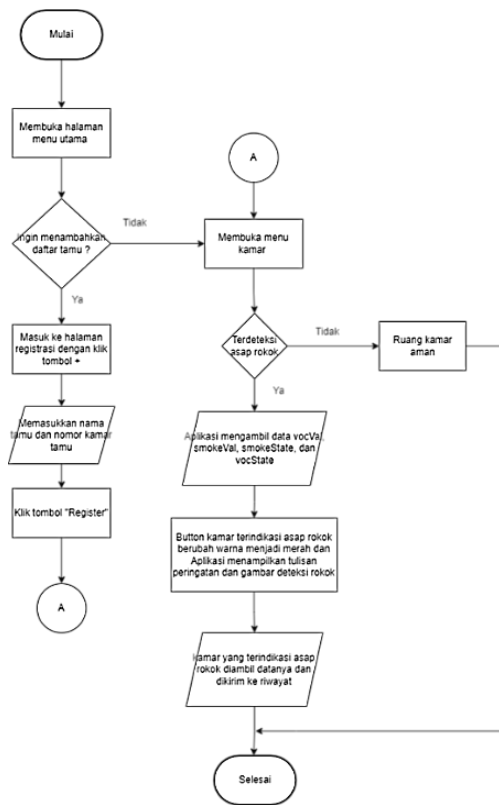 Mulai
Membuka halaman
menu utama
Ingin menambahkan
daftar tamu ?
Tidak
Ya
Masuk ke halaman
registrasi dengan klik
tombol +
Memasukkan nama
tamu dan nomor kamar
tamu
Klik tombol "Register"
A
A
Membuka menu
kamar
Terdeteksi
asap rokok
Tidak
Ruang kamar
aman
Ya
Aplikasi mengambil data vocVal,
smokeVal, smokeState, dan
vocState
Button kamar terindikasi asap rokok
berubah warna menjadi merah dan
Aplikasi menampilkan tulisan
peringatan dan gambar deteksi rokok
kamar yang terindikasi asap
rokok diambil datanya dan
dikirim ke riwayat
Selesai